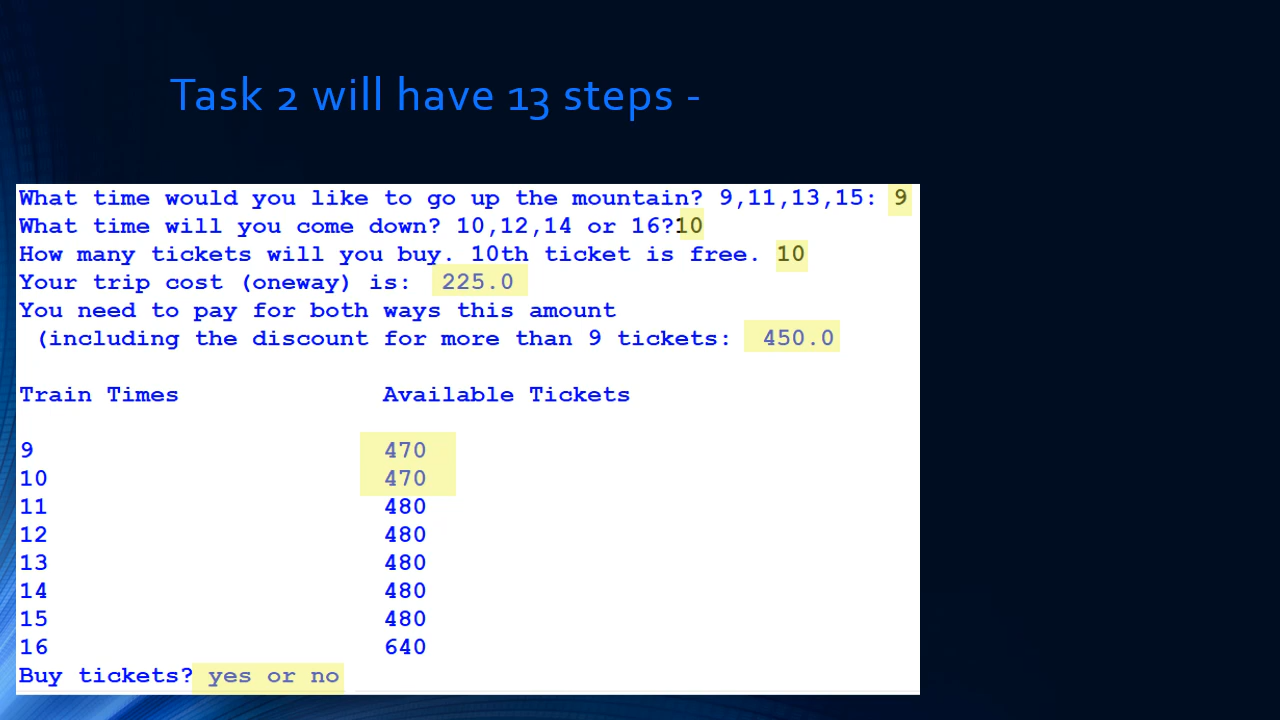 Task 2 will have 13 steps -
What time would you like to go up the mountain? 9,11,13,15: 9
What time will you come down? 10,12,14 or 16?10
How many tickets will you buy. 10th ticket is free. 10
Your trip cost (oneway) is: 225.0
You need to pay for both ways this amount
(including the discount for more than 9 tickets: 450.0
Train Times Available Tickets
9 470
10 470
11 480
12 480
13 480
14 480
15 480
16 640
Buy tickets? yes or no